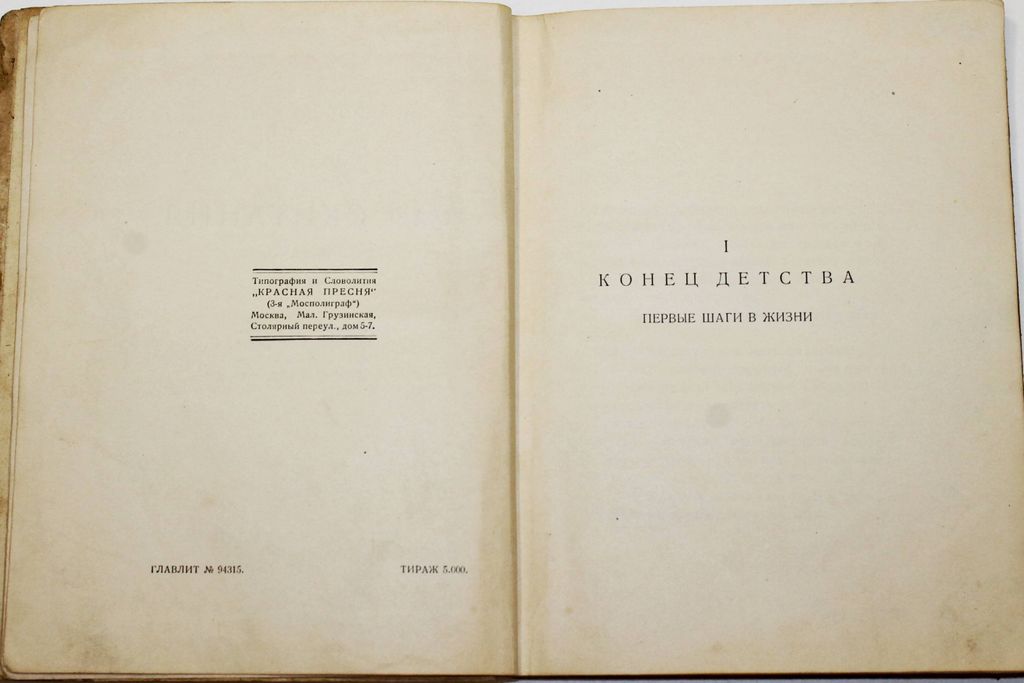 Типография и Словолитня
„КРАСНАЯ ПРЕСНЯ“
(3-я „Мосполиграф“)
Москва, Мал. Грузинская,
Столярный переул., дом 5-7.
ГЛАВЛИТ № 94315.
ТИРАЖ 5.000.
I
КОНЕЦ ДЕТСТВА
ПЕРВЫЕ ШАГИ В ЖИЗНИ